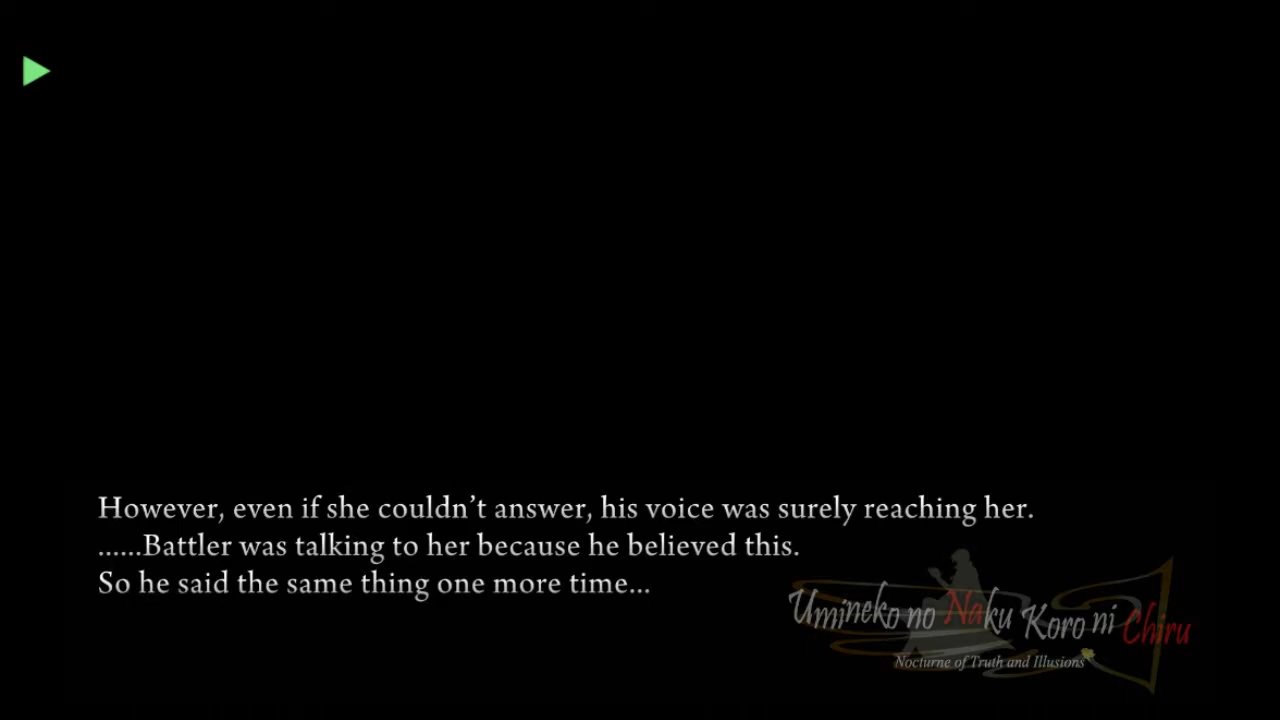 However, even if she couldn't answer, his voice was surely reaching her.
......Battler was talking to her because he believed this.
So he said the same thing one more time...
Umineko no Naku Koro ni Chiru
Nocturne of Truth and Illusions